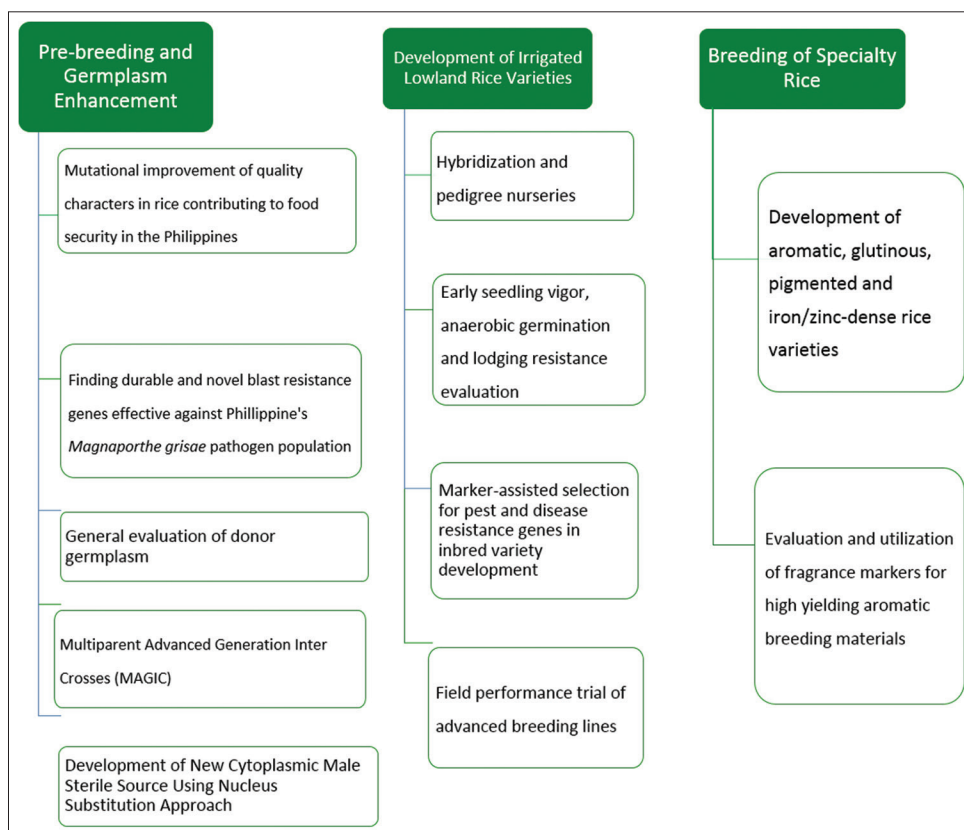 Pre-breeding and
Germplasm
Enhancement
Mutational improvement of quality
characters in rice contributing to food
security in the Philippines
Finding durable and novel blast resistance
genes effective against Phillippine's
Magnaporthe grisae pathogen population
General evaluation of donor
germplasm
Multiparent Advanced Generation Inter
Crosses (MAGIC)
Development of New Cytoplasmic Male
Sterile Source Using Nucleus
Substitution Approach
Development of Irrigated
Lowland Rice Varieties
Hybridization and
pedigree nurseries
Early seedling vigor,
anaerobic germination
and lodging resistance
evaluation
Marker-assisted selection
for pest and disease
resistance genes in
inbred variety
development
Field performance trial of
advanced breeding lines
Breeding of Specialty
Rice
Development of
aromatic, glutinous,
pigmented and
iron/zinc-dense rice
varieties
Evaluation and utilization
of fragrance markers for
high yielding aromatic
breeding materials